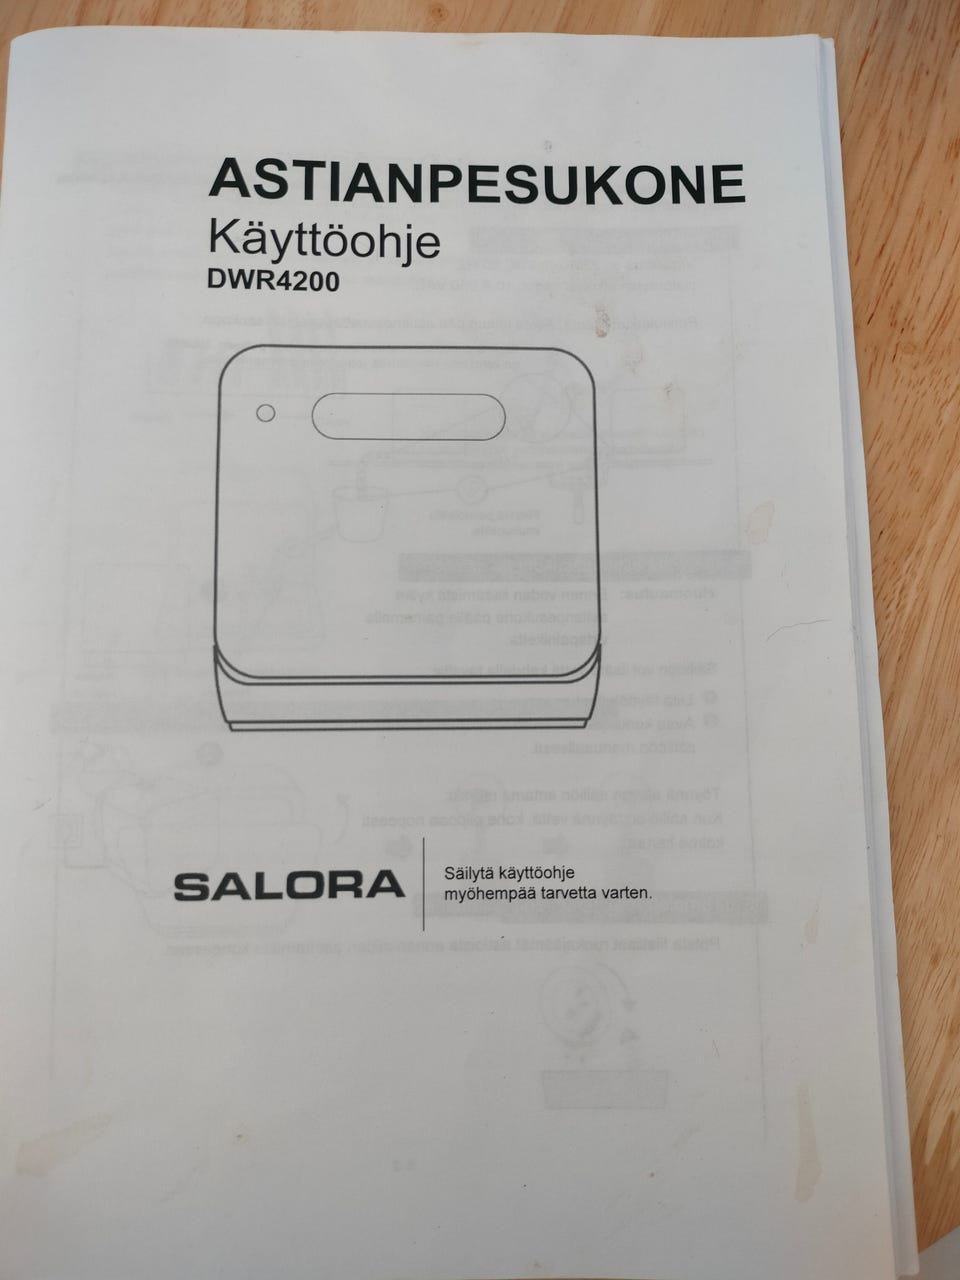 ASTIANPESUKONE
Käyttöohje
DWR4200
SALORA
Säilytä käyttöohje
myöhempää tarvetta varten.